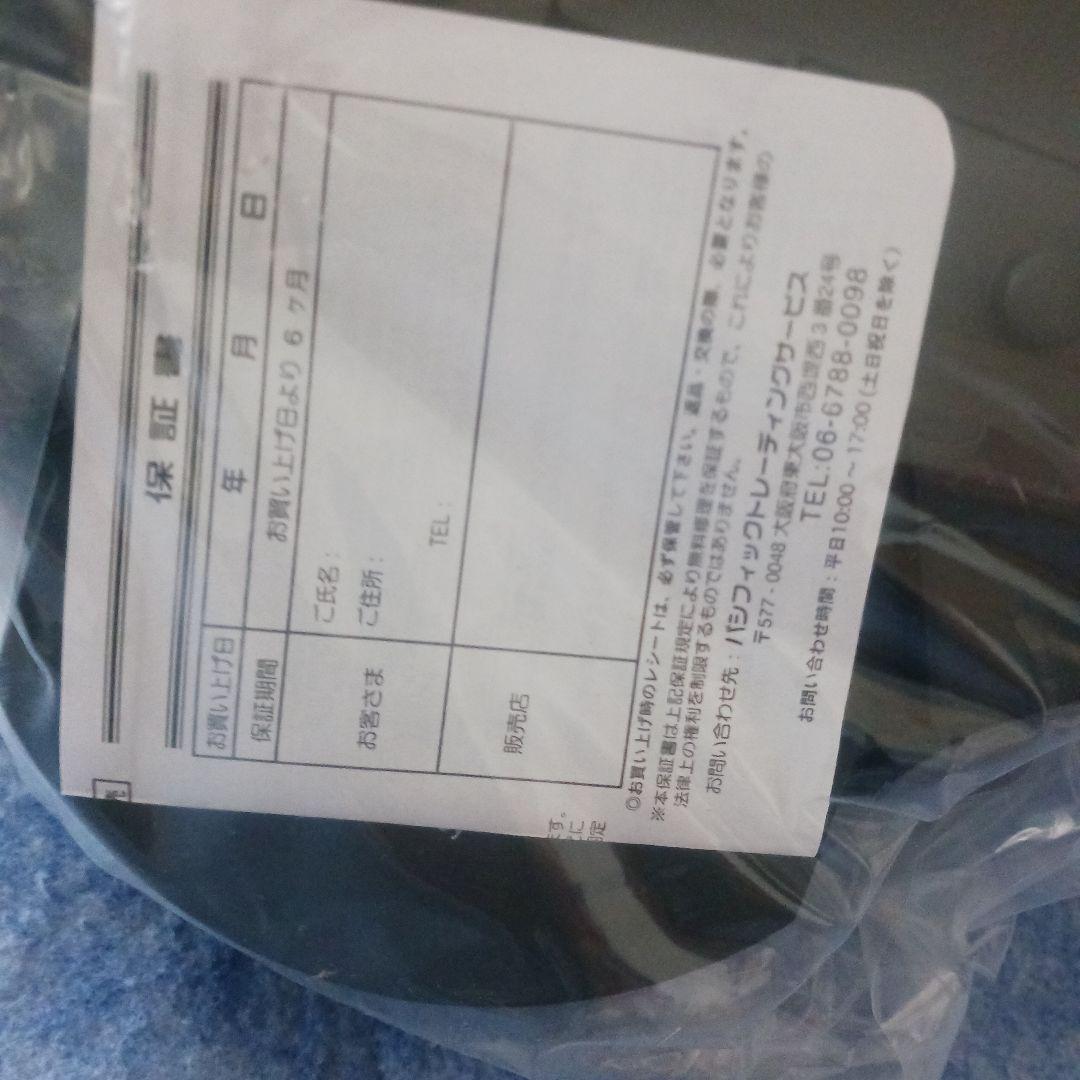 保証書
お買い上げ日 年 月 日
保証期間 お買い上げ日より 6 ヶ月
お客さま
ご氏名：
ご住所：
TEL：
販売店
◎お買い上げ時のレシートは、必ず保管して下さい。返品・交換の際、必要となります。
※本保証書は上記保証規定により無料修理を保証するもので、これによりお客様の
法律上の権利を制限するものではありません。
お問い合わせ先：パシフィックトレーディングサービス
〒577-0048 大阪府東大阪市西堤西3番24号
TEL:06-6788-0098
お問い合わせ時間：平日10:00～17:00（土日祝日を除く）
ます。
に
定